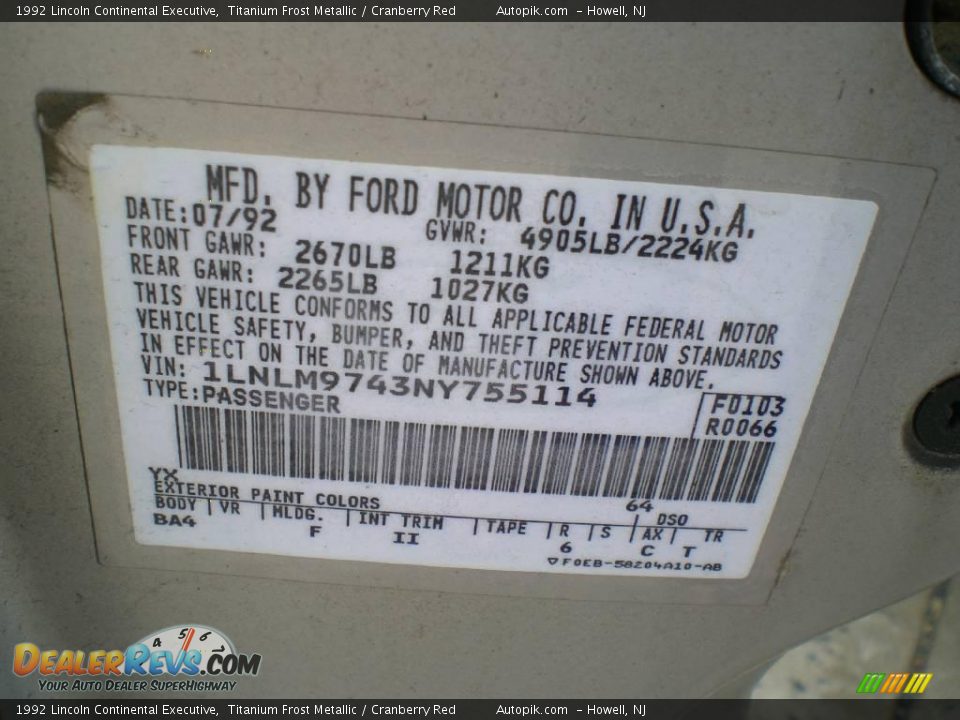 1992 Lincoln Continental Executive, Titanium Frost Metallic / Cranberry Red Autopik.com - Howell, NJ
MFD. BY FORD MOTOR CO. IN U.S.A.
DATE: 07/92 GVWR: 4905LB/2224KG
FRONT GAWR: 2670LB 1211KG
REAR GAWR: 2265LB 1027KG
THIS VEHICLE CONFORMS TO ALL APPLICABLE FEDERAL MOTOR
VEHICLE SAFETY, BUMPER, AND THEFT PREVENTION STANDARDS
IN EFFECT ON THE DATE OF MANUFACTURE SHOWN ABOVE.
VIN: 1LNLM9743NY755114
TYPE: PASSENGER
F0103
R0066
YX 64
EXTERIOR PAINT COLORS DSO
BODY VR MLDG. INT TRIM TAPE R S AX TR
BA4 F II 6 C T
▽F0EB-58204A10-AB
4 5 6
DEALERREVS.COM
YOUR AUTO DEALER SUPERHIGHWAY
1992 Lincoln Continental Executive, Titanium Frost Metallic / Cranberry Red Autopik.com - Howell, NJ